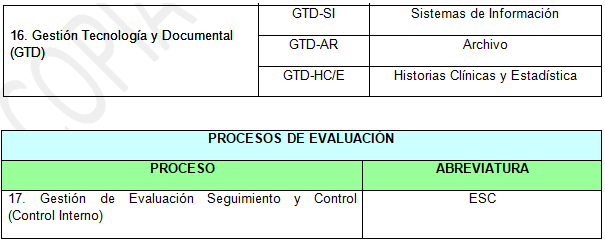 GTD-SI Sistemas de Información
16. Gestión Tecnología y Documental
(GTD)
GTD-AR Archivo
GTD-HC/E Historias Clínicas y Estadística
COPIA
PROCESOS DE EVALUACIÓN
PROCESO ABREVIATURA
17. Gestión de Evaluación Seguimiento y Control ESC
(Control Interno)